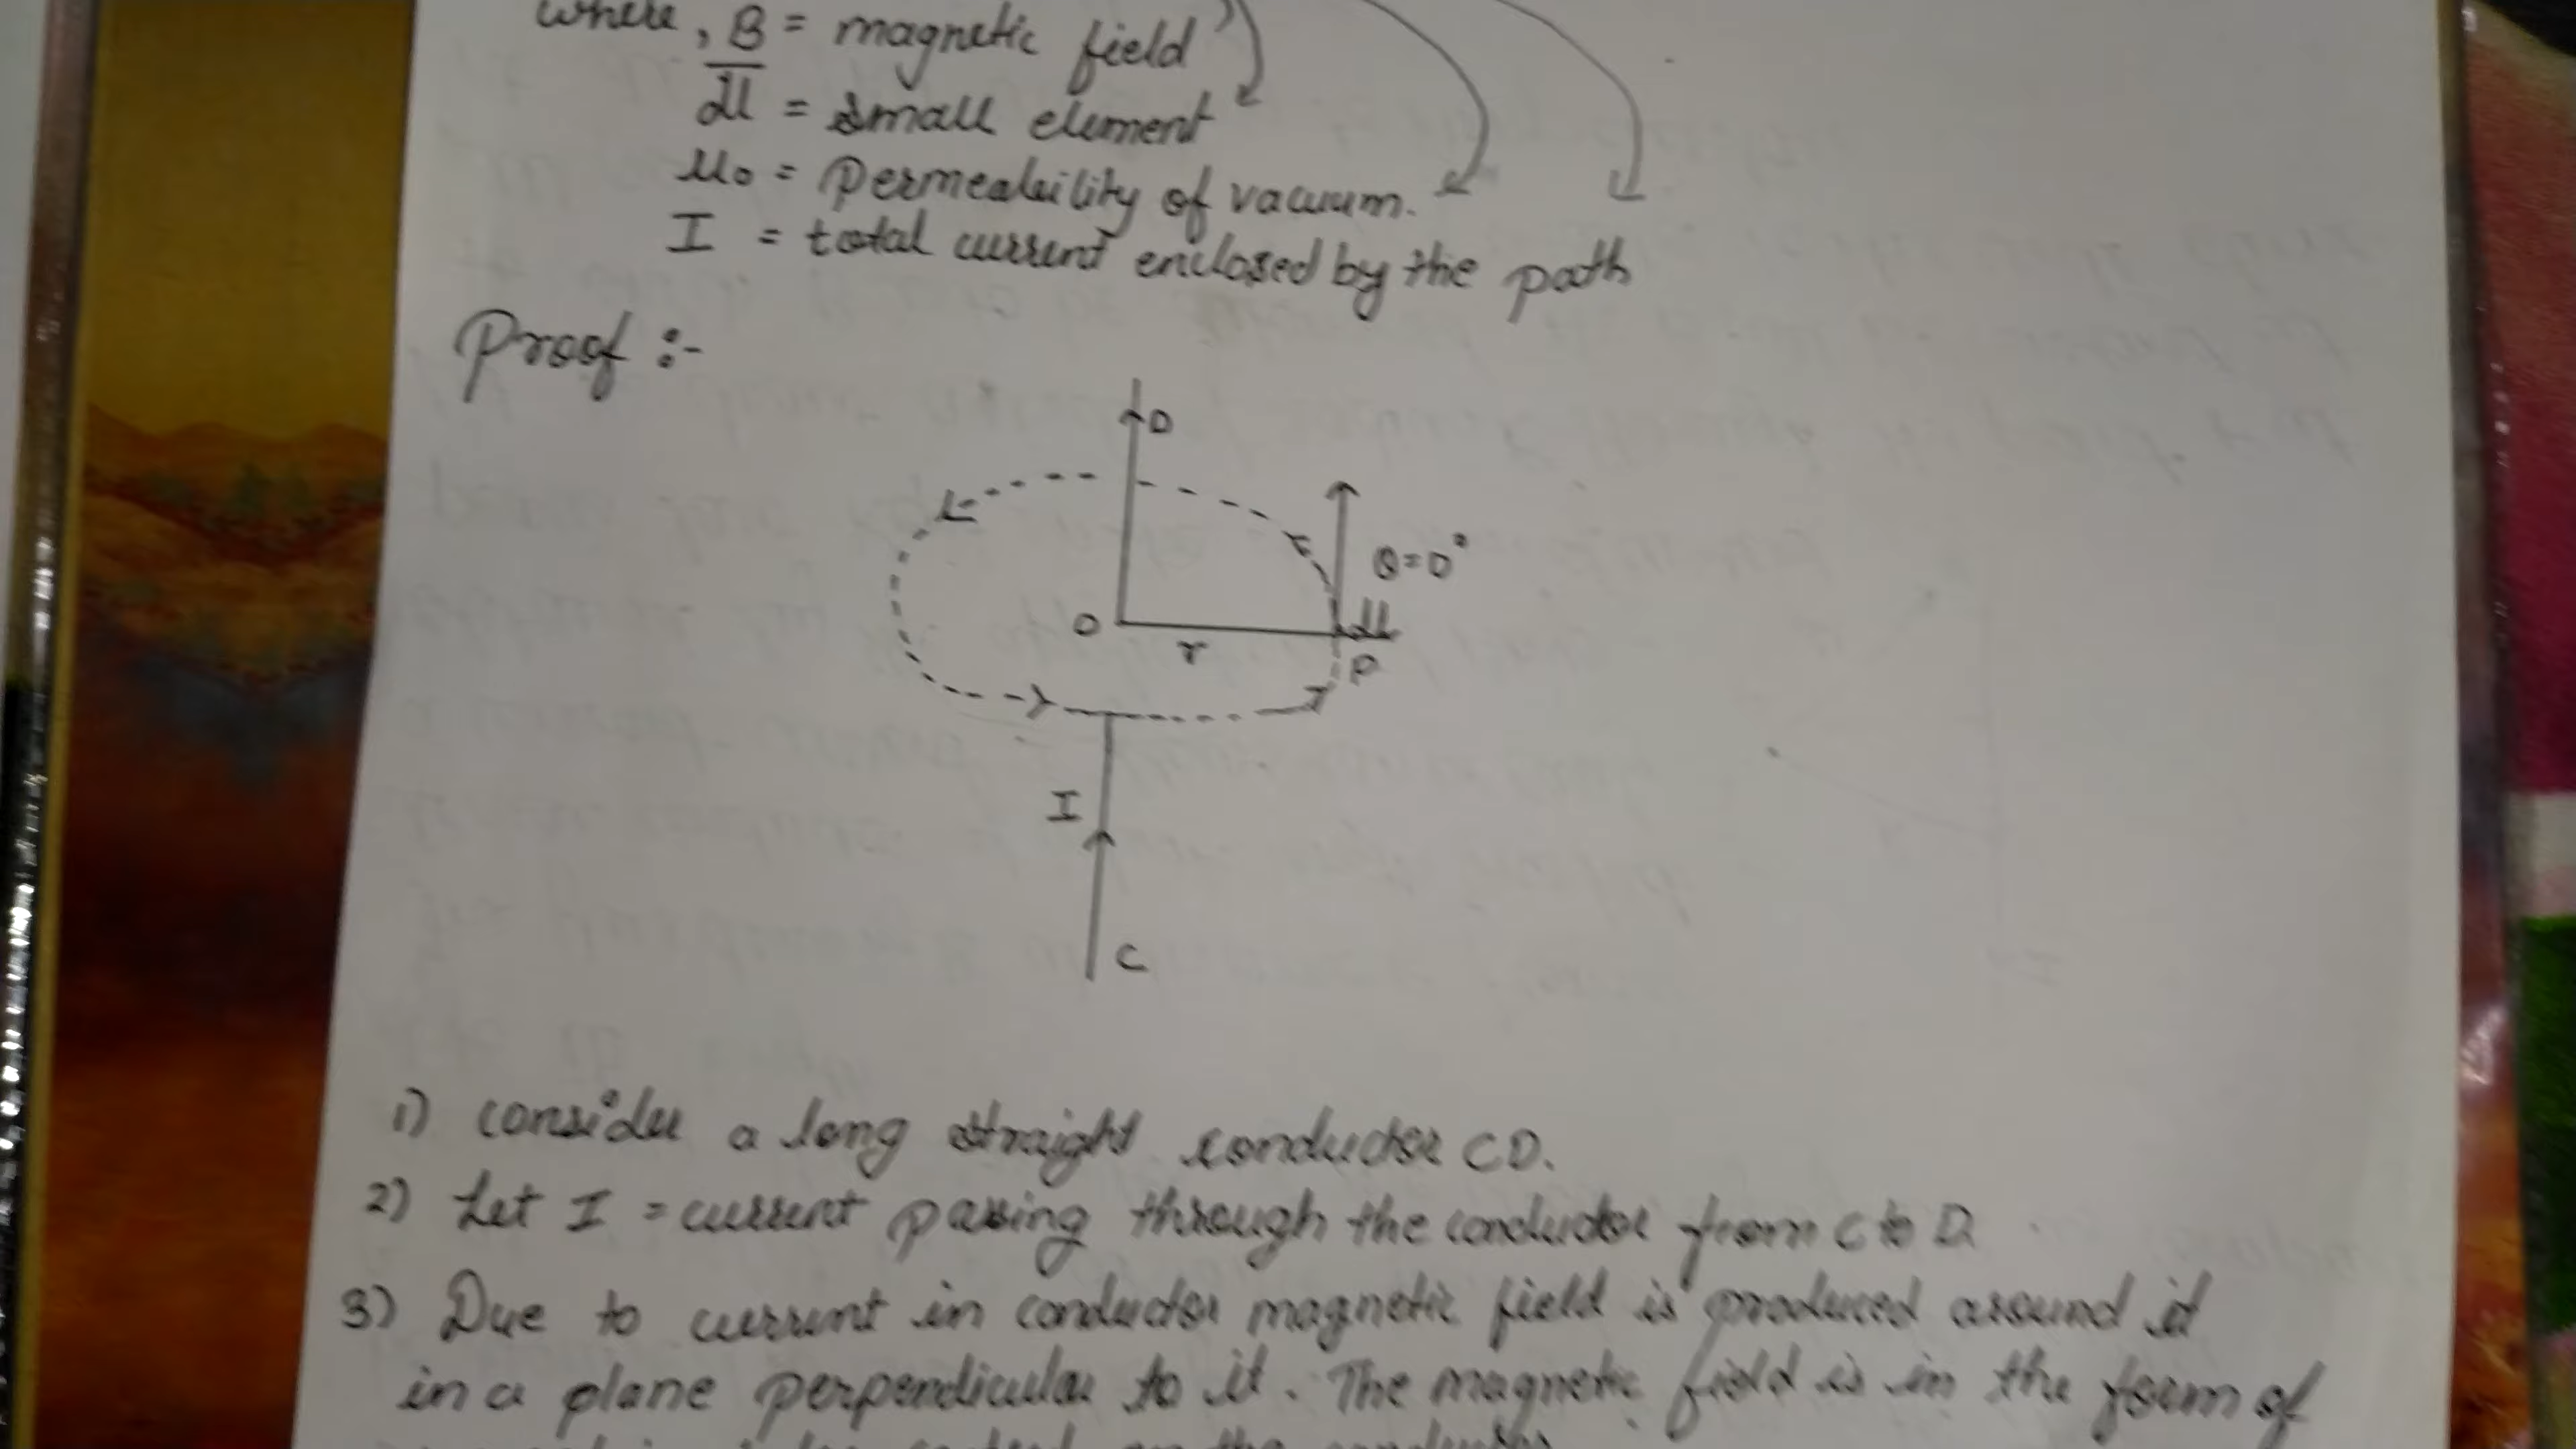 where, B = magnetic field
dl = small element
μ₀ = permeability of vacuum.
I = total current enclosed by the path
Proof :-
D
θ=0°
dl
O
r
P
I
C
1) consider a long straight conductor CD.
2) Let I = current passing through the conductor from C to D
3) Due to current in conductor magnetic field is produced around it
in a plane perpendicular to it. The magnetic field is in the form of